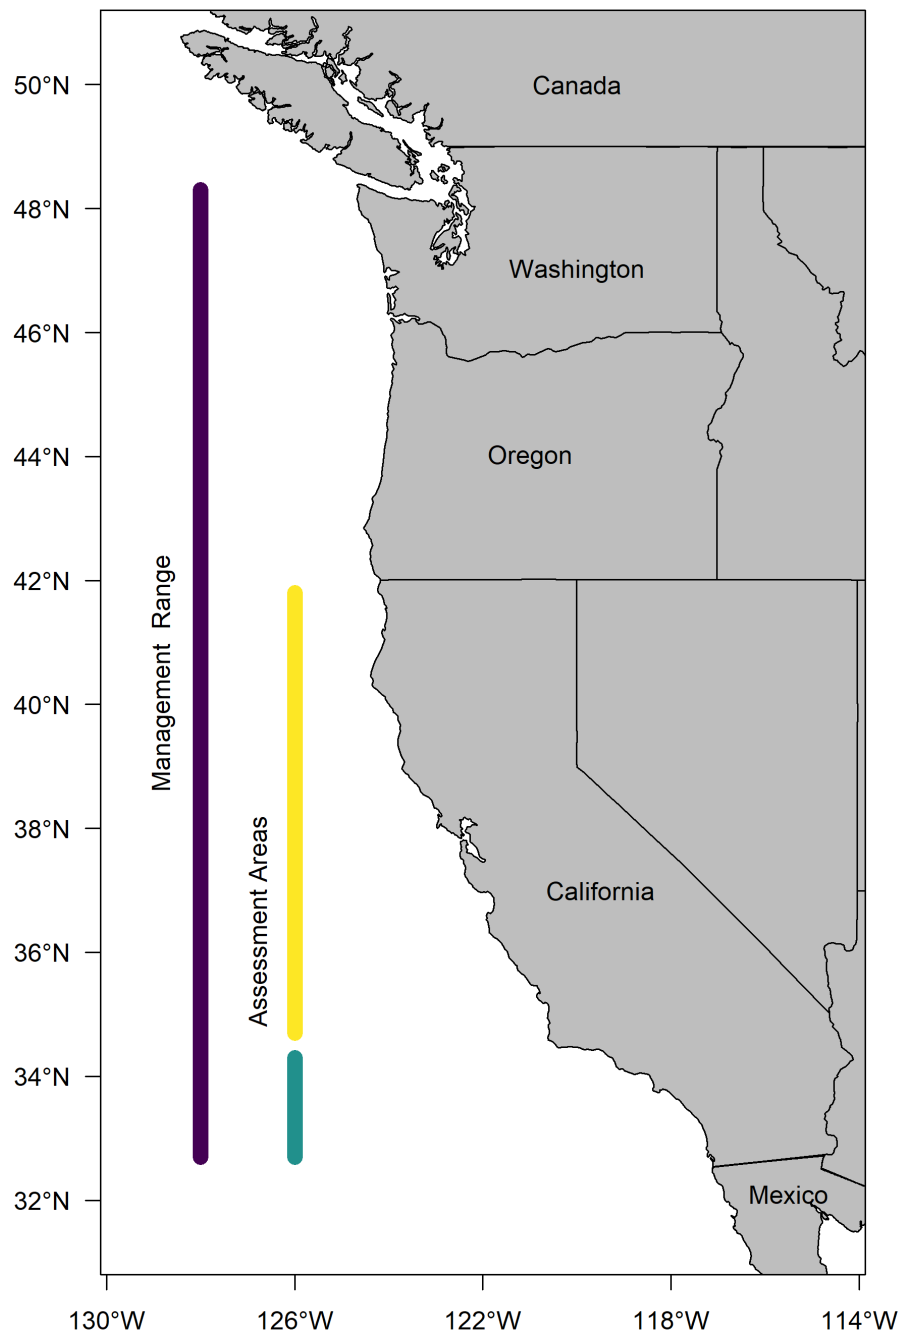 50°N
Canada
48°N
Washington
46°N
44°N
Oregon
42°N
Management  Range
40°N
38°N
Assessment Areas
California
36°N
34°N
32°N
Mexico
130°W
126°W
122°W
118°W
114°W